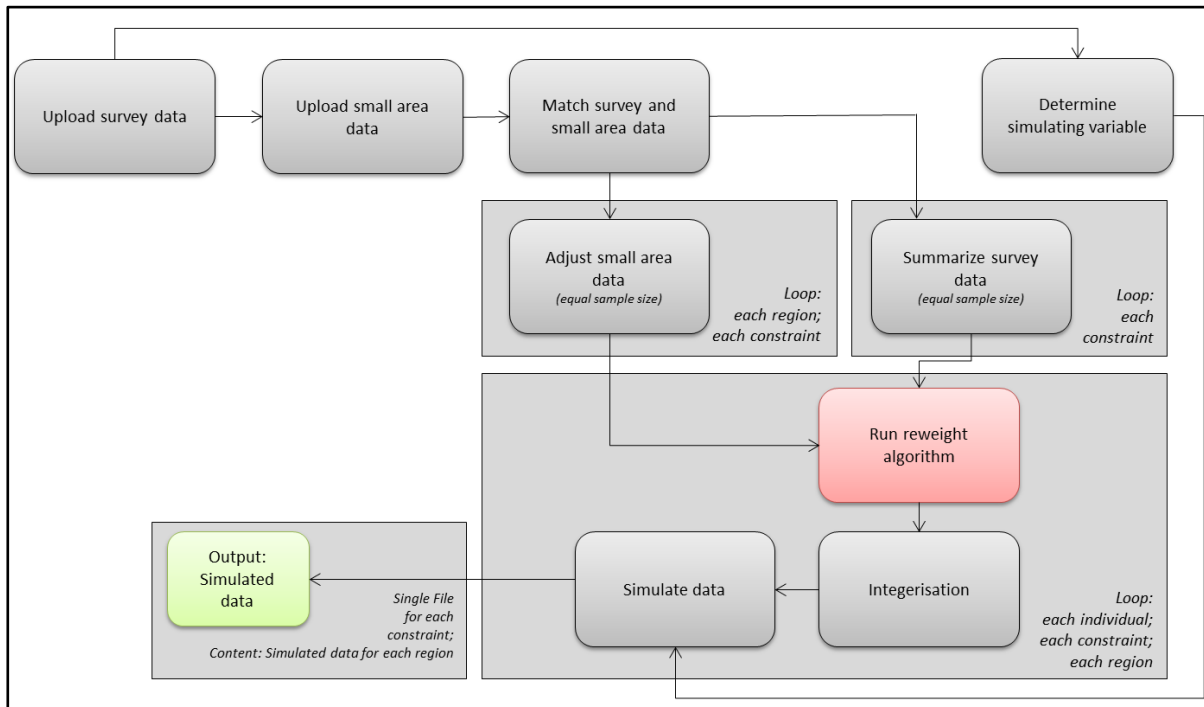 Upload survey data
Upload small area
data
Match survey and
small area data
Determine
simulating variable
Adjust small area
data
(equal sample size)
Loop:
each region;
each constraint
Summarize survey
data
(equal sample size)
Loop:
each
constraint
Run reweight
algorithm
Output:
Simulated
data
Single File
for each
constraint;
Content: Simulated data for each region
Simulate data
Integerisation
Loop:
each individual;
each constraint;
each region